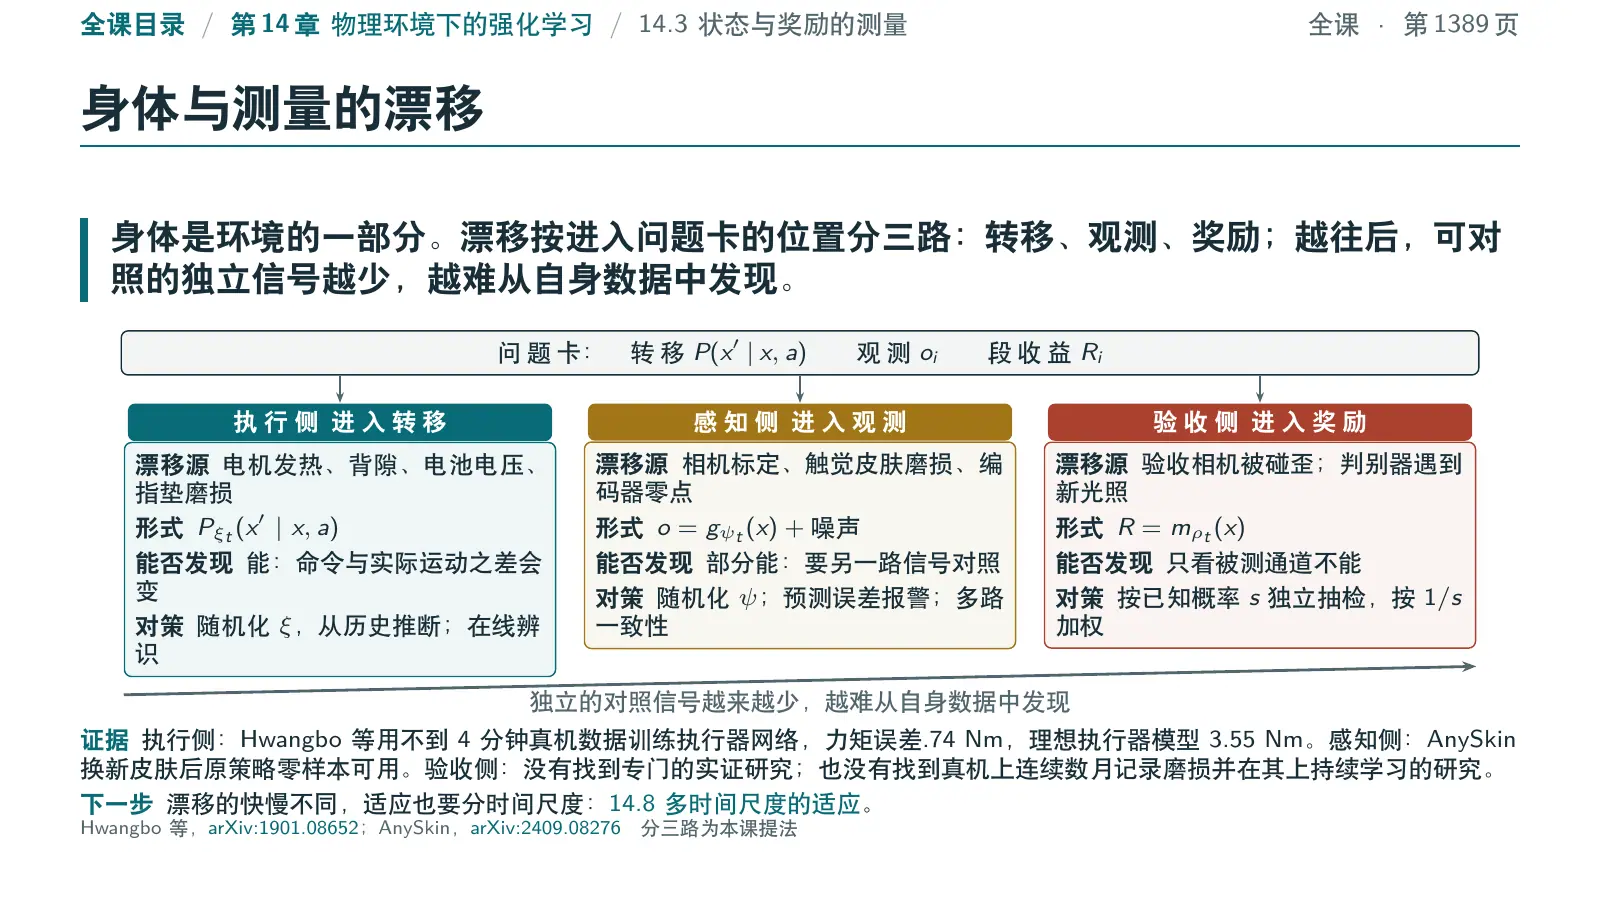 全课目录 / 第 14 章 物理环境下的强化学习 / 14.3 状态与奖励的测量
全课 · 第 1389 页
身体与测量的漂移
身体是环境的一部分。漂移按进入问题卡的位置分三路：转移、观测、奖励；越往后，可对
照的独立信号越少，越难从自身数据中发现。
问题卡： 转移 P(x′ | x, a) 观测 oᵢ 段收益 Rᵢ
执行侧 进入转移
漂移源 电机发热、背隙、电池电压、
指垫磨损
形式 P_{ξ_t}(x′ | x, a)
能否发现 能：命令与实际运动之差会
变
对策 随机化 ξ，从历史推断；在线辨
识
感知侧 进入观测
漂移源 相机标定、触觉皮肤磨损、编
码器零点
形式 o = g_{ψ_t}(x) + 噪声
能否发现 部分能：要另一路信号对照
对策 随机化 ψ；预测误差报警；多路
一致性
验收侧 进入奖励
漂移源 验收相机被碰歪；判别器遇到
新光照
形式 R = m_{ρ_t}(x)
能否发现 只看被测通道不能
对策 按已知概率 s 独立抽检，按 1/s
加权
独立的对照信号越来越少，越难从自身数据中发现
证据 执行侧：Hwangbo 等用不到 4 分钟真机数据训练执行器网络，力矩误差.74 Nm，理想执行器模型 3.55 Nm。感知侧：AnySkin
换新皮肤后原策略零样本可用。验收侧：没有找到专门的实证研究；也没有找到真机上连续数月记录磨损并在其上持续学习的研究。
下一步 漂移的快慢不同，适应也要分时间尺度：14.8 多时间尺度的适应。
Hwangbo 等，arXiv:1901.08652；AnySkin，arXiv:2409.08276 分三路为本课提法